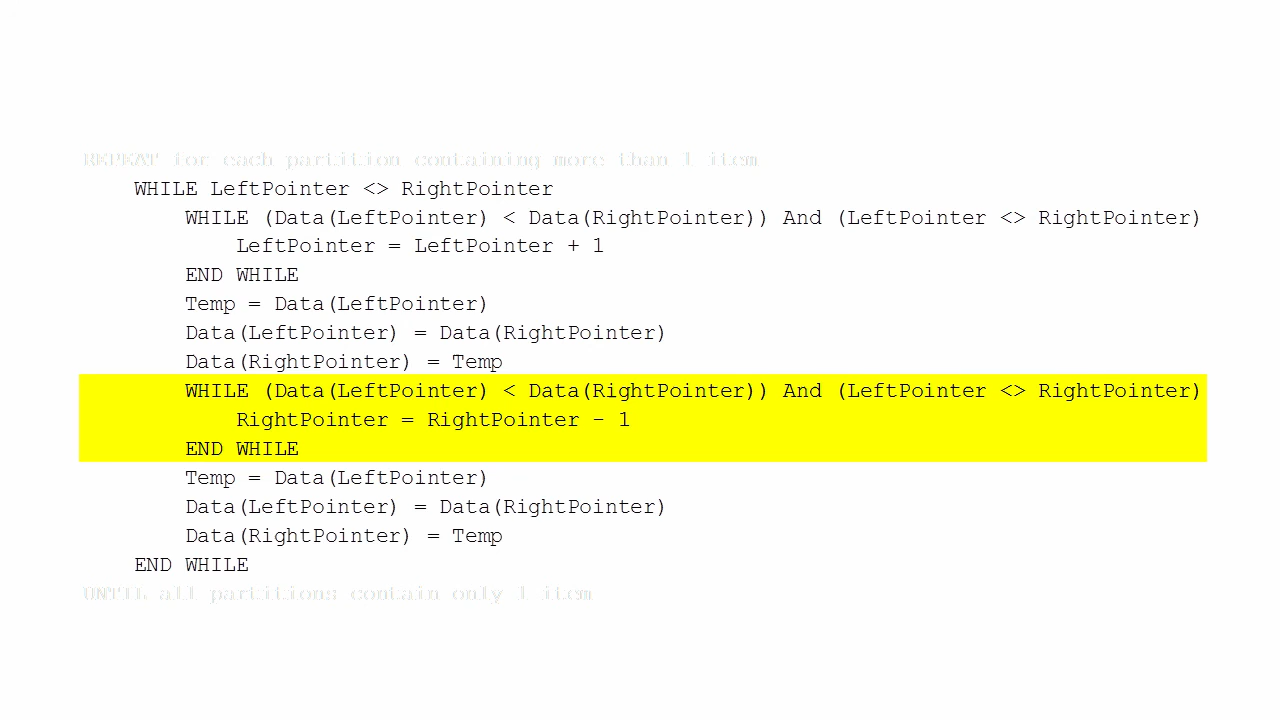 REPEAT for each partition containing more than 1 item
WHILE LeftPointer <> RightPointer
WHILE (Data(LeftPointer) < Data(RightPointer)) And (LeftPointer <> RightPointer)
LeftPointer = LeftPointer + 1
END WHILE
Temp = Data(LeftPointer)
Data(LeftPointer) = Data(RightPointer)
Data(RightPointer) = Temp
WHILE (Data(LeftPointer) < Data(RightPointer)) And (LeftPointer <> RightPointer)
RightPointer = RightPointer - 1
END WHILE
Temp = Data(LeftPointer)
Data(LeftPointer) = Data(RightPointer)
Data(RightPointer) = Temp
END WHILE
UNTIL all partitions contain only 1 item